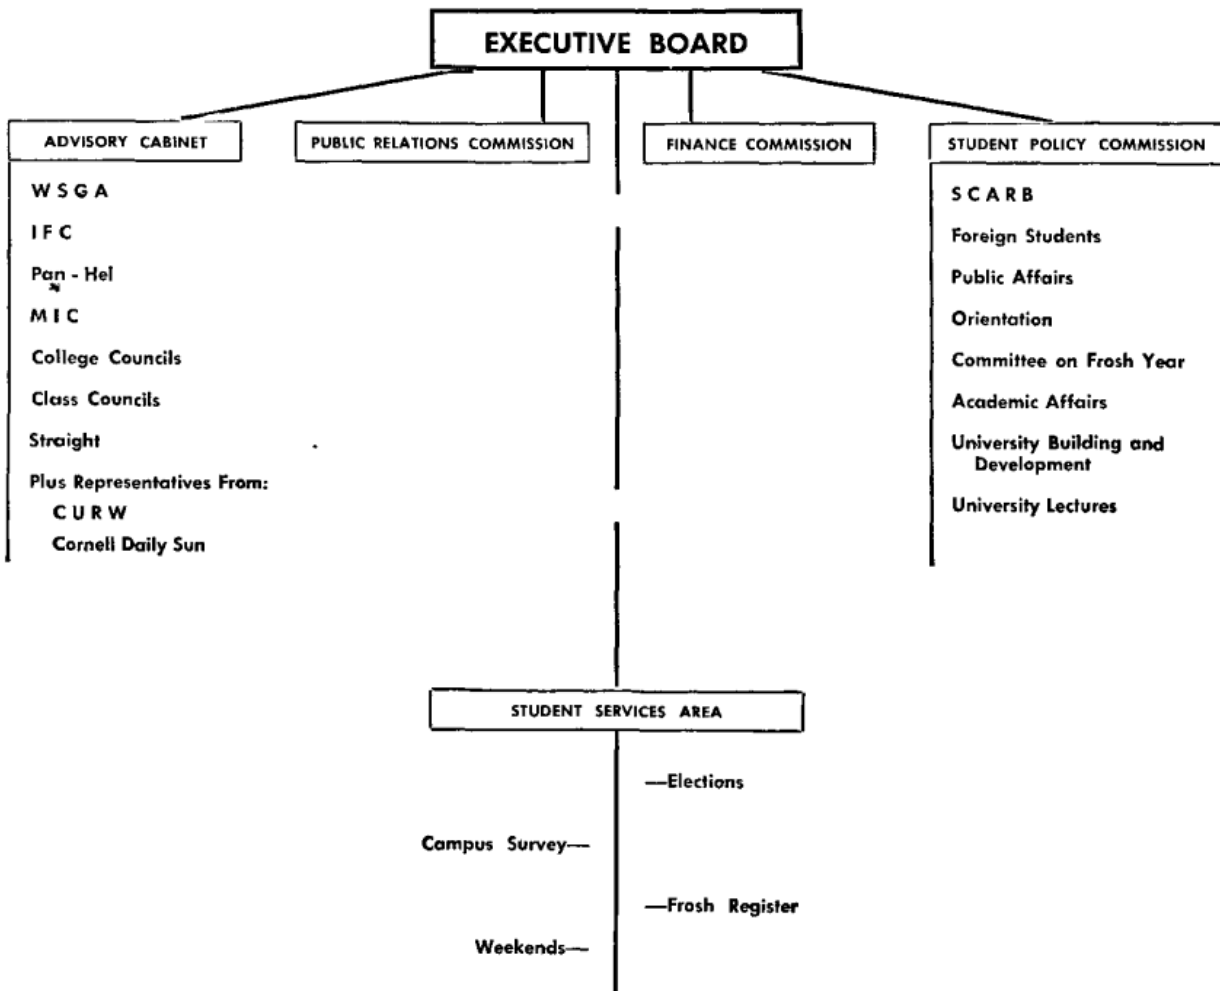 EXECUTIVE BOARD
ADVISORY CABINET
PUBLIC RELATIONS COMMISSION
FINANCE COMMISSION
STUDENT POLICY COMMISSION
W S G A
I F C
Pan - Hel
M I C
College Councils
Class Councils
Straight
Plus Representatives From:
C U R W
Cornell Daily Sun
S C A R B
Foreign Students
Public Affairs
Orientation
Committee on Frosh Year
Academic Affairs
University Building and
Development
University Lectures
STUDENT SERVICES AREA
—Elections
Campus Survey—
—Frosh Register
Weekends—